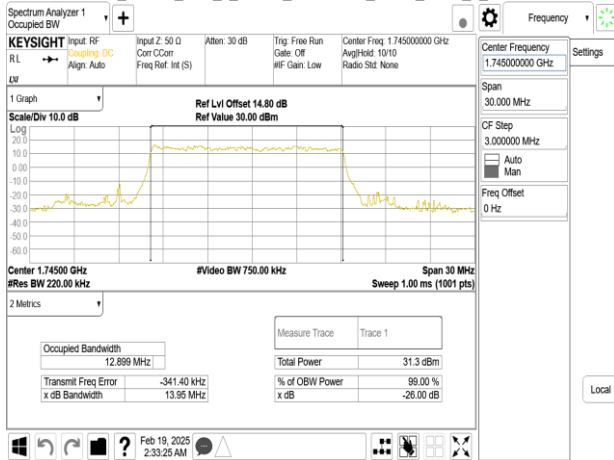 Spectrum Analyzer 1
Occupied BW
Frequency
KEYSIGHT
Input: RF
Input Z: 50 Ω
Atten: 30 dB
Trig: Free Run
Center Freq: 1.745000000 GHz
RL
Coupling: DC
Corr CCorr
Gate: Off
Avg|Hold: 10/10
Align: Auto
Freq Ref: Int (S)
#IF Gain: Low
Radio Std: None
LXI
Center Frequency
1.745000000 GHz
Settings
Span
30.000 MHz
CF Step
3.000000 MHz
Auto
Man
Freq Offset
0 Hz
Local
1 Graph
Scale/Div 10.0 dB
Ref Lvl Offset 14.80 dB
Ref Value 30.00 dBm
Log
20.0
10.0
0.00
-10.0
-20.0
-30.0
-40.0
-50.0
-60.0
Center 1.74500 GHz
#Video BW 750.00 kHz
Span 30 MHz
#Res BW 220.00 kHz
Sweep 1.00 ms (1001 pts)
2 Metrics
Measure Trace
Trace 1
Occupied Bandwidth
12.899 MHz
Total Power
31.3 dBm
Transmit Freq Error
-341.40 kHz
% of OBW Power
99.00 %
x dB Bandwidth
13.95 MHz
x dB
-26.00 dB
?
Feb 19, 2025
2:33:25 AM